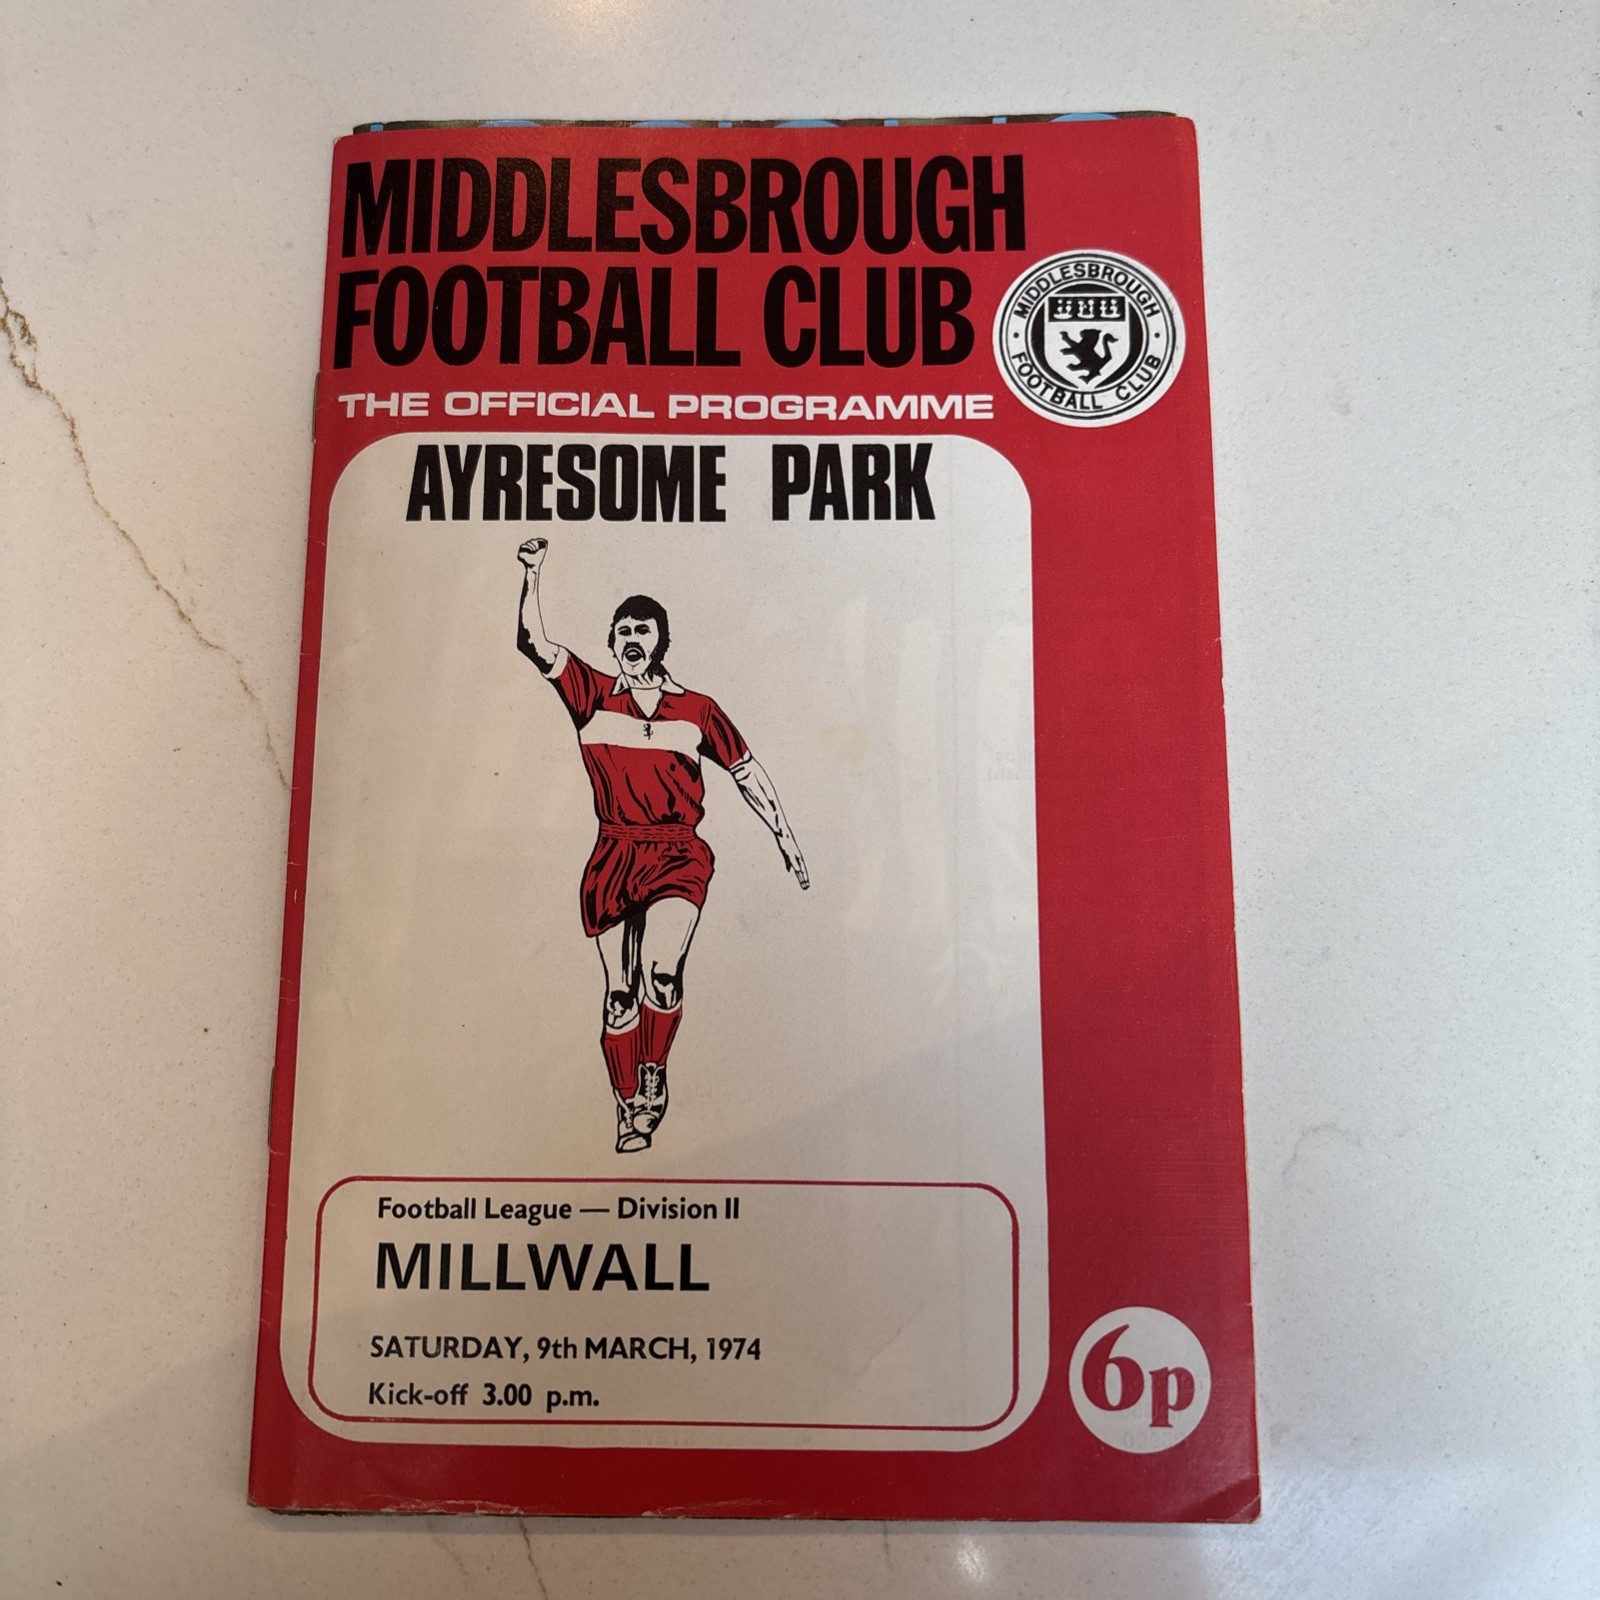 MIDDLESBROUGH
FOOTBALL CLUB
THE OFFICIAL PROGRAMME
MIDDLESBROUGH
FOOTBALL CLUB
AYRESOME PARK
Football League — Division II
MILLWALL
SATURDAY, 9th MARCH, 1974
Kick-off 3.00 p.m.
6p